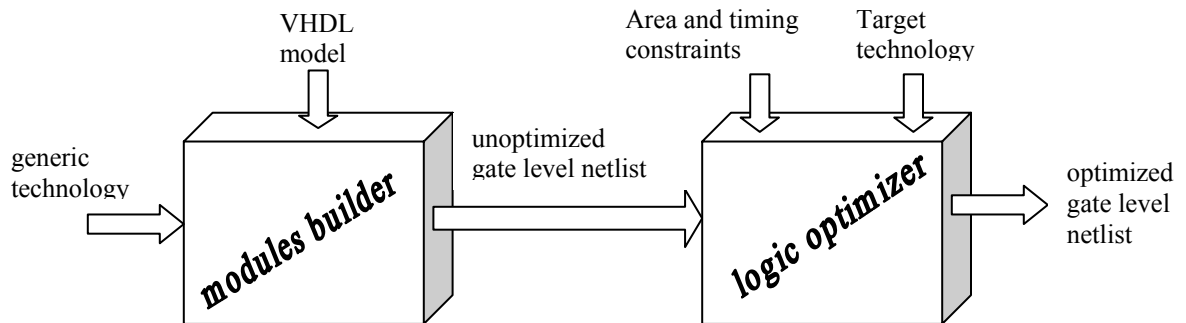 VHDL
model
Area and timing
constraints
Target
technology
generic
technology
unoptimized
gate level netlist
optimized
gate level
netlist
modules builder
logic optimizer